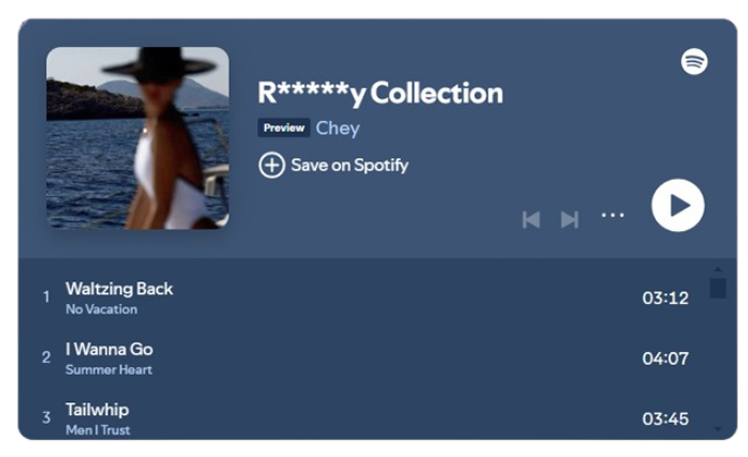 R*****y Collection
Preview Chey
Save on Spotify
1 Waltzing Back 03:12
No Vacation
2 I Wanna Go 04:07
Summer Heart
3 Tailwhip 03:45
Men I Trust